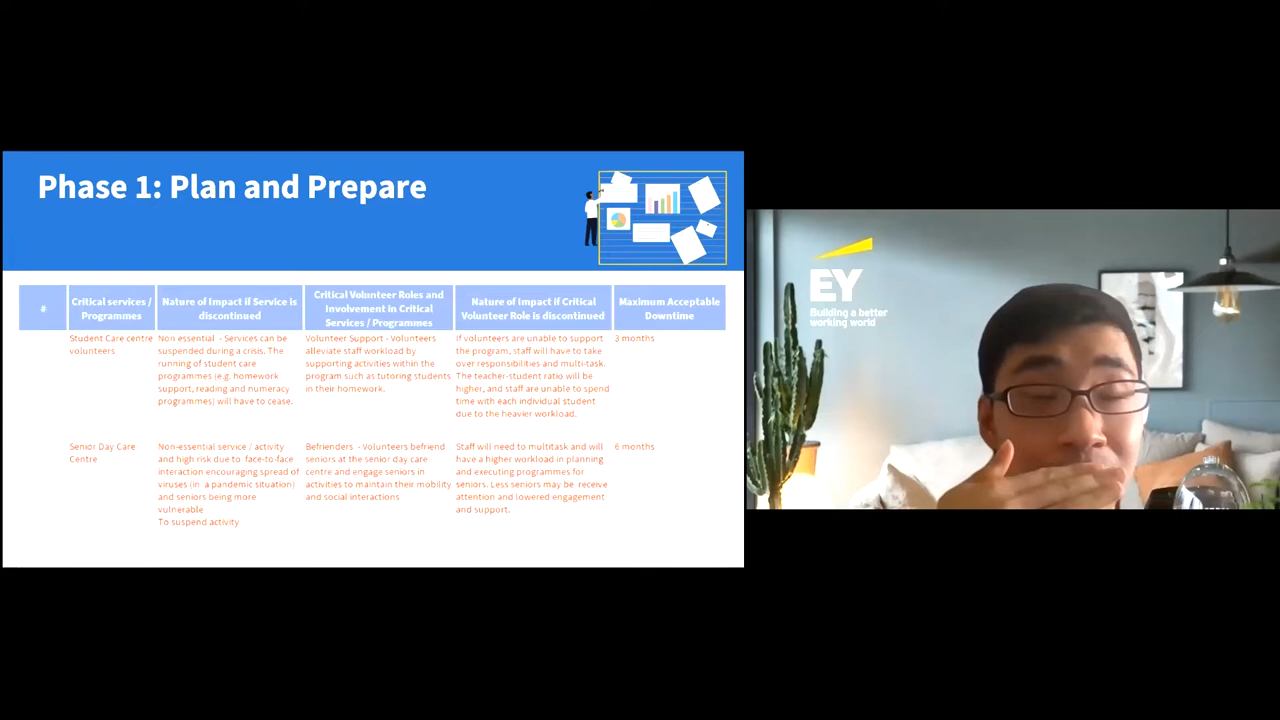 Phase 1: Plan and Prepare
#
Critical services /
Programmes
Nature of Impact if Service is
discontinued
Critical Volunteer Roles and
Involvement in Critical
Services / Programmes
Nature of Impact if Critical
Volunteer Role is discontinued
Maximum Acceptable
Downtime
Student Care centre
volunteers
Non essential - Services can be
suspended during a crisis. The
running of student care
programmes (e.g. homework
support, reading and numeracy
programmes) will have to cease.
Volunteer Support - Volunteers
alleviate staff workload by
supporting activities within the
program such as tutoring students
in their homework.
If volunteers are unable to support
the program, staff will have to take
over responsibilities and multi-task.
The teacher-student ratio will be
higher, and staff are unable to spend
time with each individual student
due to the heavier workload.
3 months
Senior Day Care
Centre
Non-essential service / activity
and high risk due to face-to-face
interaction encouraging spread of
viruses (in a pandemic situation)
and seniors being more
vulnerable
To suspend activity
Befrienders - Volunteers befriend
seniors at the senior day care
centre and engage seniors in
activities to maintain their mobility
and social interactions
Staff will need to multitask and will
have a higher workload in planning
and executing programmes for
seniors. Less seniors may be receive
attention and lowered engagement
and support.
6 months
EY
Building a better
working world